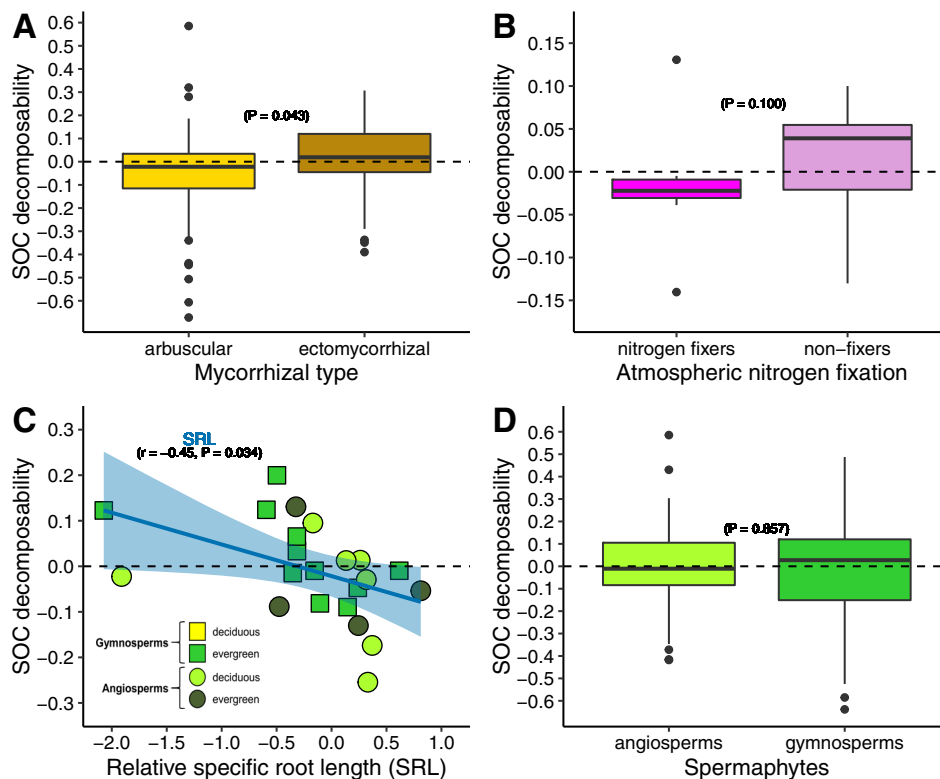 A
SOC decomposability
0.6
0.5
0.4
0.3
0.2
0.1
0.0
−0.1
−0.2
−0.3
−0.4
−0.5
−0.6
(P = 0.043)
arbuscular
ectomycorrhizal
Mycorrhizal type
B
SOC decomposability
0.15
0.10
0.05
0.00
−0.05
−0.10
−0.15
(P = 0.100)
nitrogen fixers
non−fixers
Atmospheric nitrogen fixation
C
SOC decomposability
0.3
0.2
0.1
0.0
−0.1
−0.2
−0.3
SRL
(r = −0.45, P = 0.034)
Gymnosperms
deciduous
evergreen
Angiosperms
deciduous
evergreen
−2.0
−1.5
−1.0
−0.5
0.0
0.5
1.0
Relative specific root length (SRL)
D
SOC decomposability
0.6
0.5
0.4
0.3
0.2
0.1
0.0
−0.1
−0.2
−0.3
−0.4
−0.5
−0.6
(P = 0.857)
angiosperms
gymnosperms
Spermaphytes